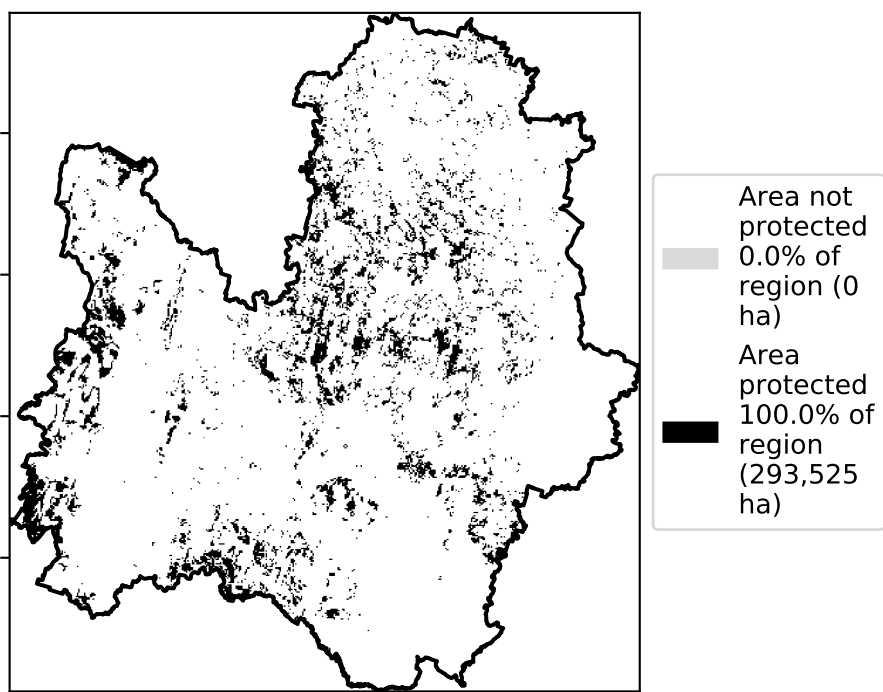 Area not
protected
0.0% of
region (0
ha)
Area
protected
100.0% of
region
(293,525
ha)